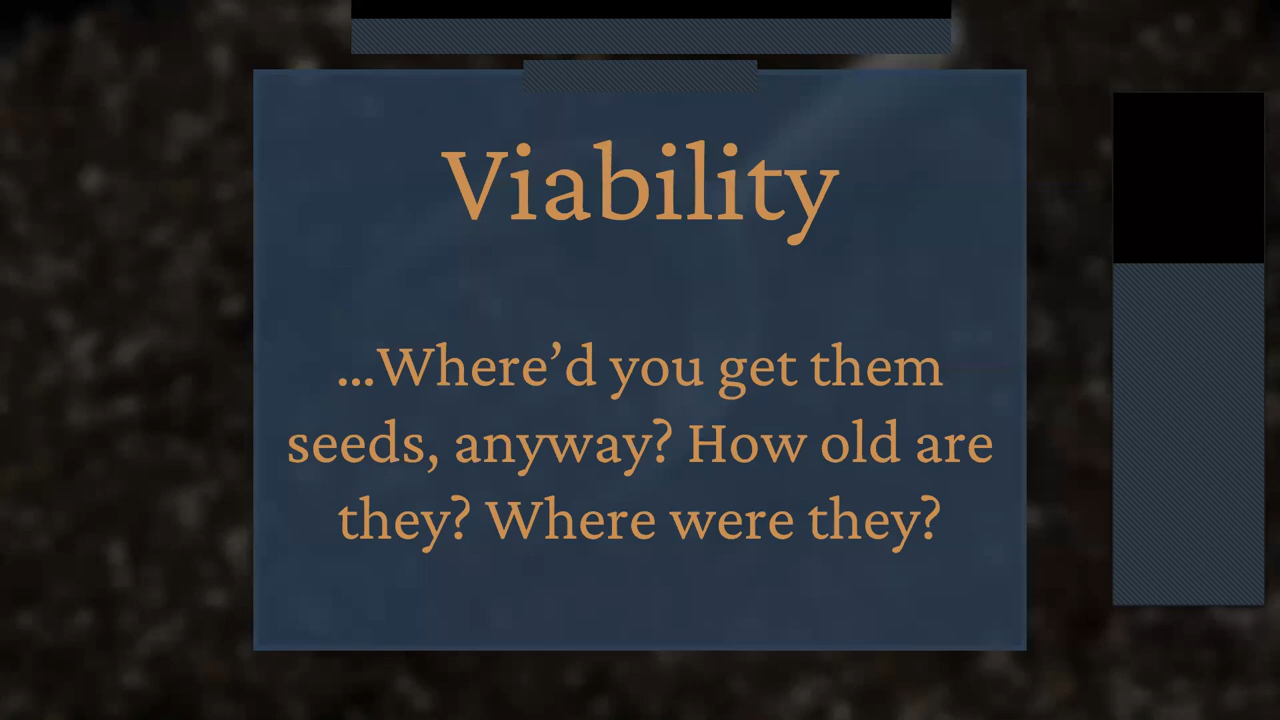 Viability
...Where’d you get them
seeds, anyway? How old are
they? Where were they?